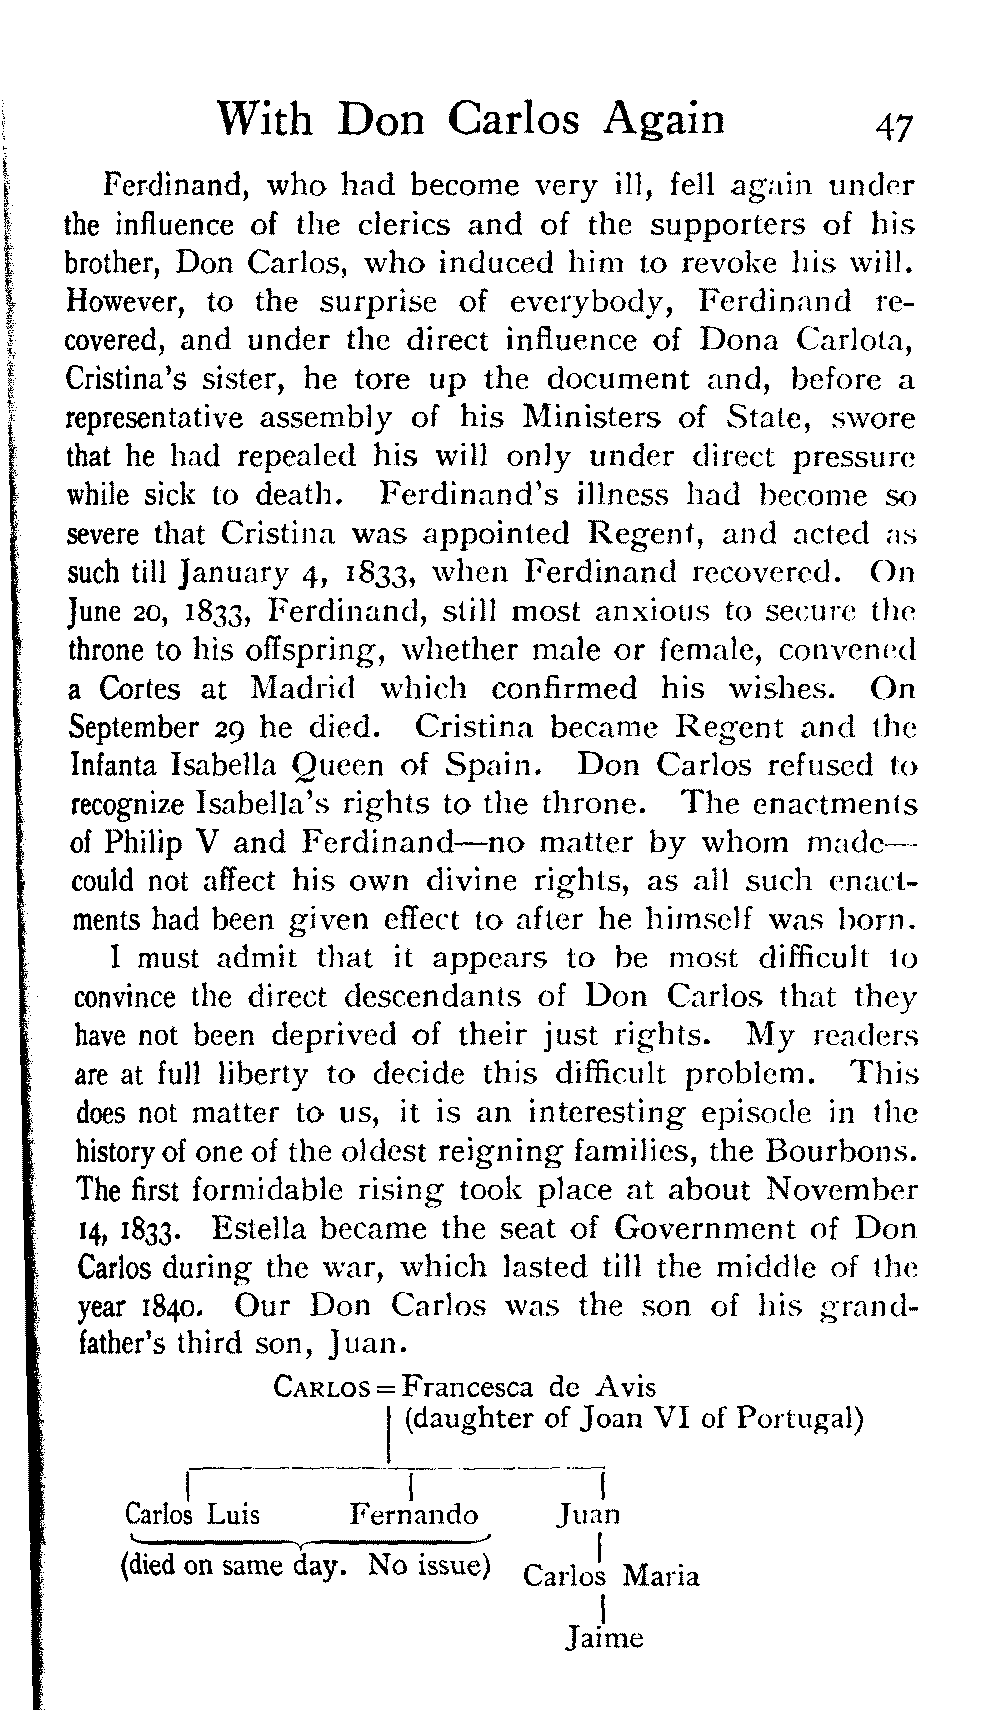 With Don Carlos Again 47
Ferdinand, who had become very ill, fell again under
the influence of the clerics and of the supporters of his
brother, Don Carlos, who induced him to revoke his will.
However, to the surprise of everybody, Ferdinand re-
covered, and under the direct influence of Dona Carlota,
Cristina's sister, he tore up the document and, before a
representative assembly of his Ministers of State, swore
that he had repealed his will only under direct pressure
while sick to death. Ferdinand's illness had become so
severe that Cristina was appointed Regent, and acted as
such till January 4, 1833, when Ferdinand recovered. On
June 20, 1833, Ferdinand, still most anxious to secure the
throne to his offspring, whether male or female, convened
a Cortes at Madrid which confirmed his wishes. On
September 29 he died. Cristina became Regent and the
Infanta Isabella Queen of Spain. Don Carlos refused to
recognize Isabella's rights to the throne. The enactments
of Philip V and Ferdinand—no matter by whom made—
could not affect his own divine rights, as all such enact-
ments had been given effect to after he himself was born.
I must admit that it appears to be most difficult to
convince the direct descendants of Don Carlos that they
have not been deprived of their just rights. My readers
are at full liberty to decide this difficult problem. This
does not matter to us, it is an interesting episode in the
history of one of the oldest reigning families, the Bourbons.
The first formidable rising took place at about November
14, 1833. Estella became the seat of Government of Don
Carlos during the war, which lasted till the middle of the
year 1840. Our Don Carlos was the son of his grand-
father's third son, Juan.
CARLOS = Francesca de Avis
(daughter of Joan VI of Portugal)
Carlos Luis Fernando Juan
(died on same day. No issue) Carlos Maria
Jaime